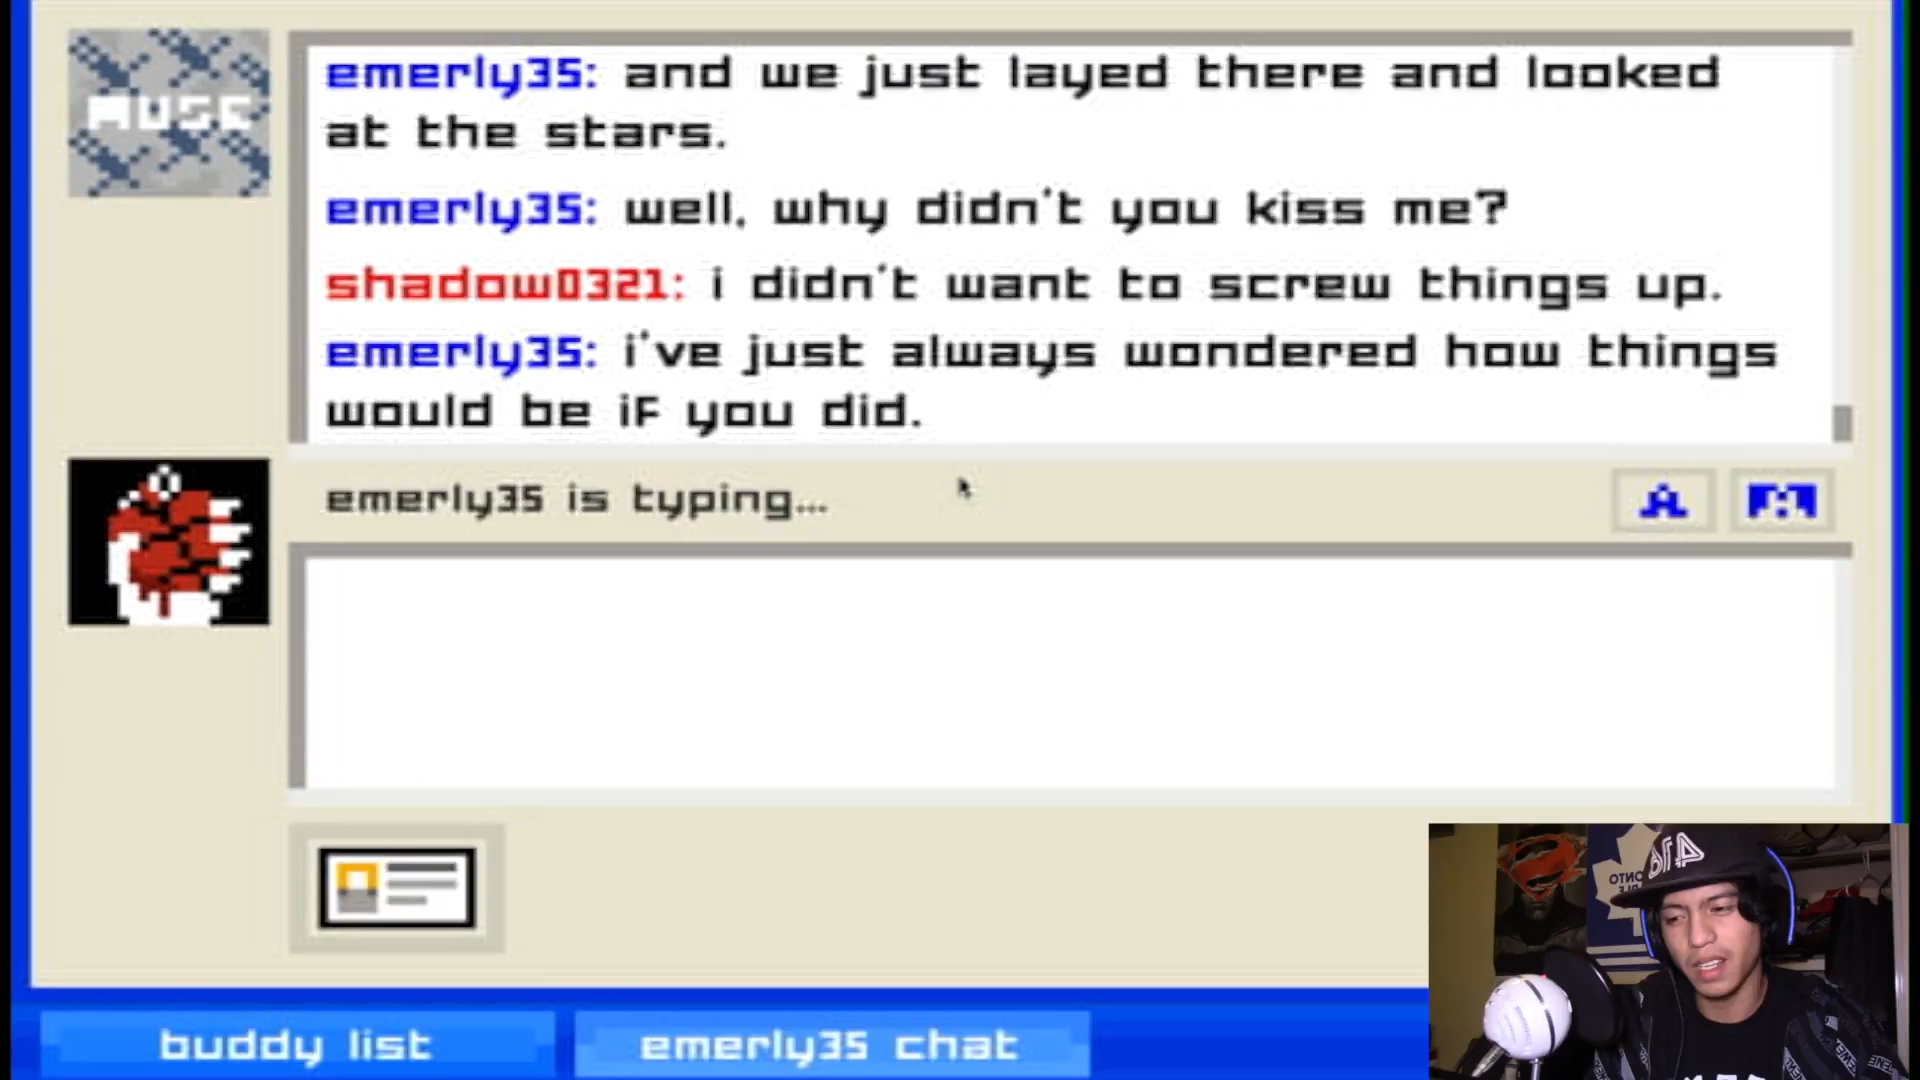 MUSE
emerly35: and we just layed there and looked
at the stars.
emerly35: well, why didn't you kiss me?
shadow0321: i didn't want to screw things up.
emerly35: i've just always wondered how things
would be if you did.
emerly35 is typing...
A
buddy list
emerly35 chat